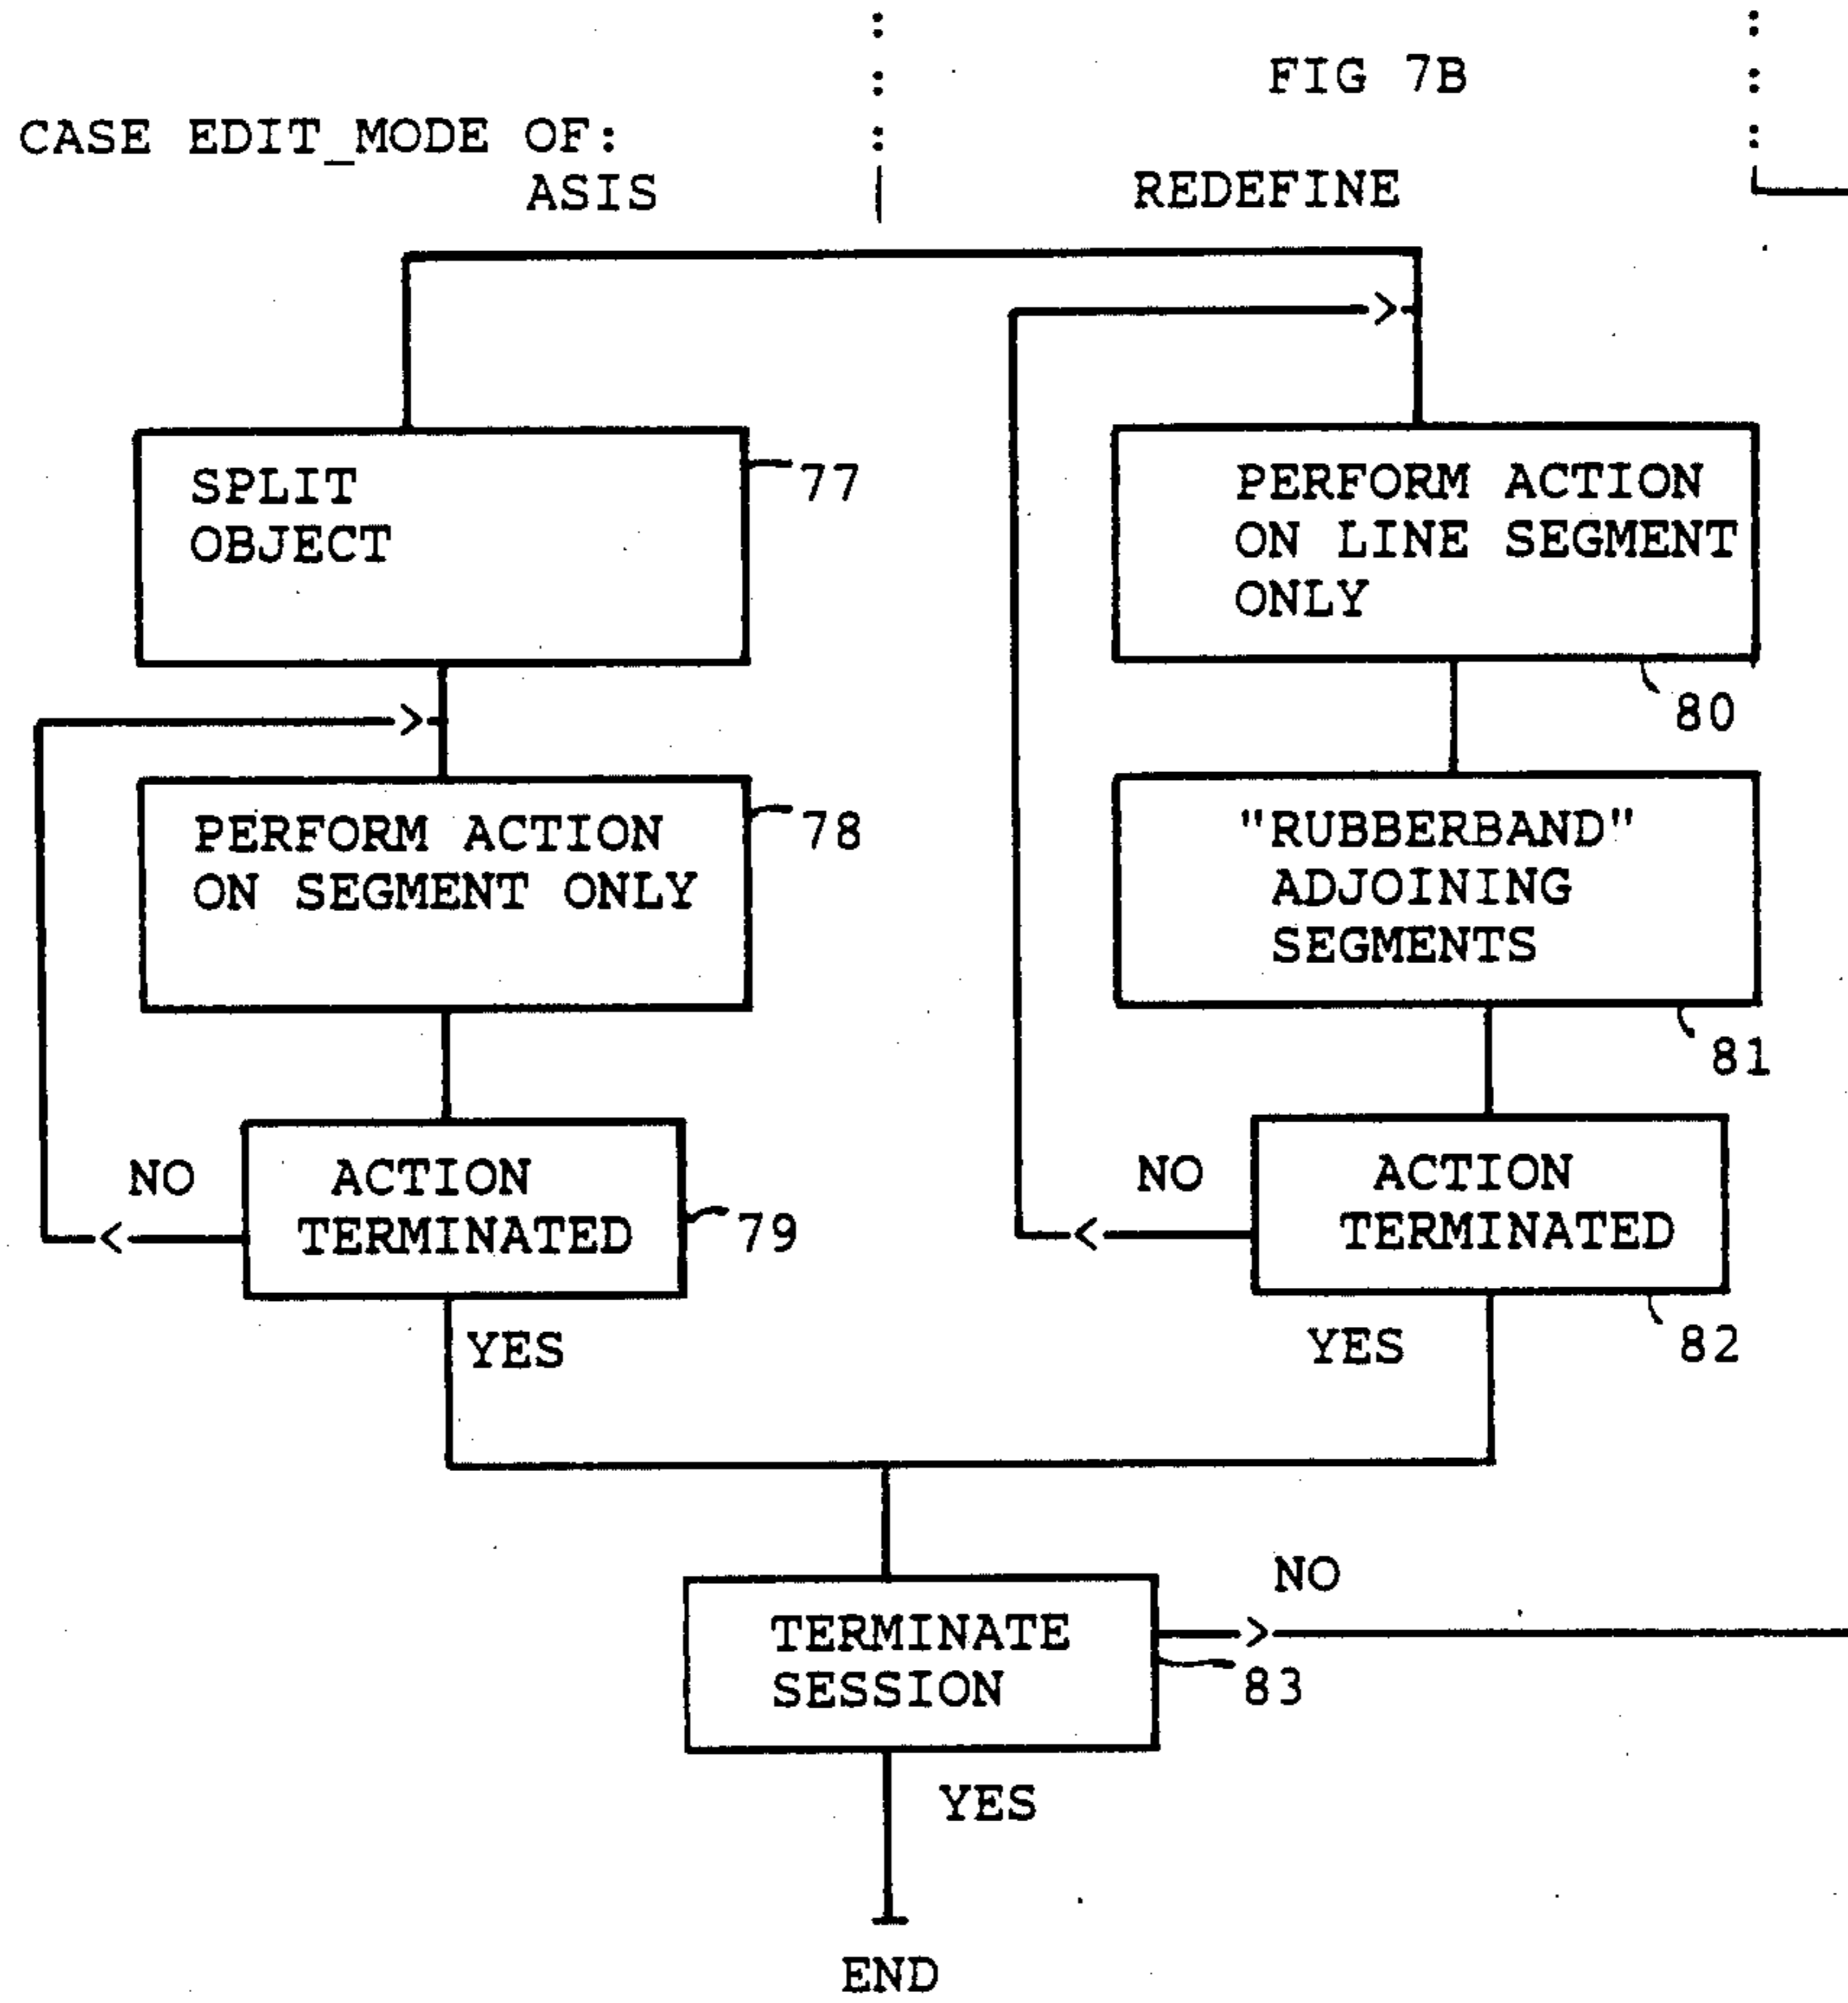 FIG 7B
CASE EDIT_MODE OF:
ASIS
REDEFINE
SPLIT
OBJECT
77
PERFORM ACTION
ON SEGMENT ONLY
78
NO
ACTION
TERMINATED
79
YES
PERFORM ACTION
ON LINE SEGMENT
ONLY
80
"RUBBERBAND"
ADJOINING
SEGMENTS
81
NO
ACTION
TERMINATED
82
YES
TERMINATE
SESSION
NO
83
YES
END